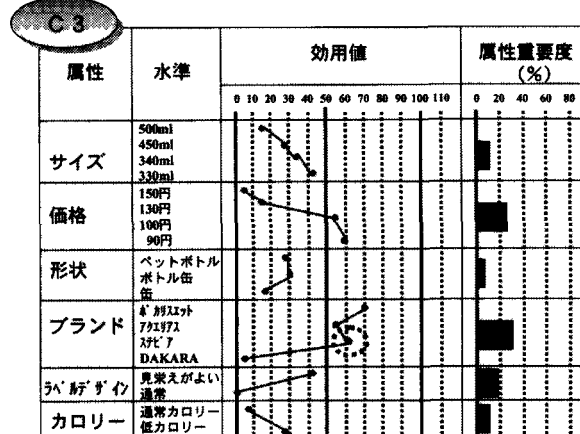 C 3
属性 水準 効用値 属性重要度 (%)
0 10 20 30 40 50 60 70 80 90 100 110 0 20 40 60 80
サイズ
500ml
450ml
340ml
330ml
価格
150円
130円
100円
90円
形状
ペットボトル
ボトル缶
缶
ブランド
ポカリスエット
アクエリアス
ステビア
DAKARA
ラベルデザイン
見栄えがよい
通常
カロリー
通常カロリー
低カロリー